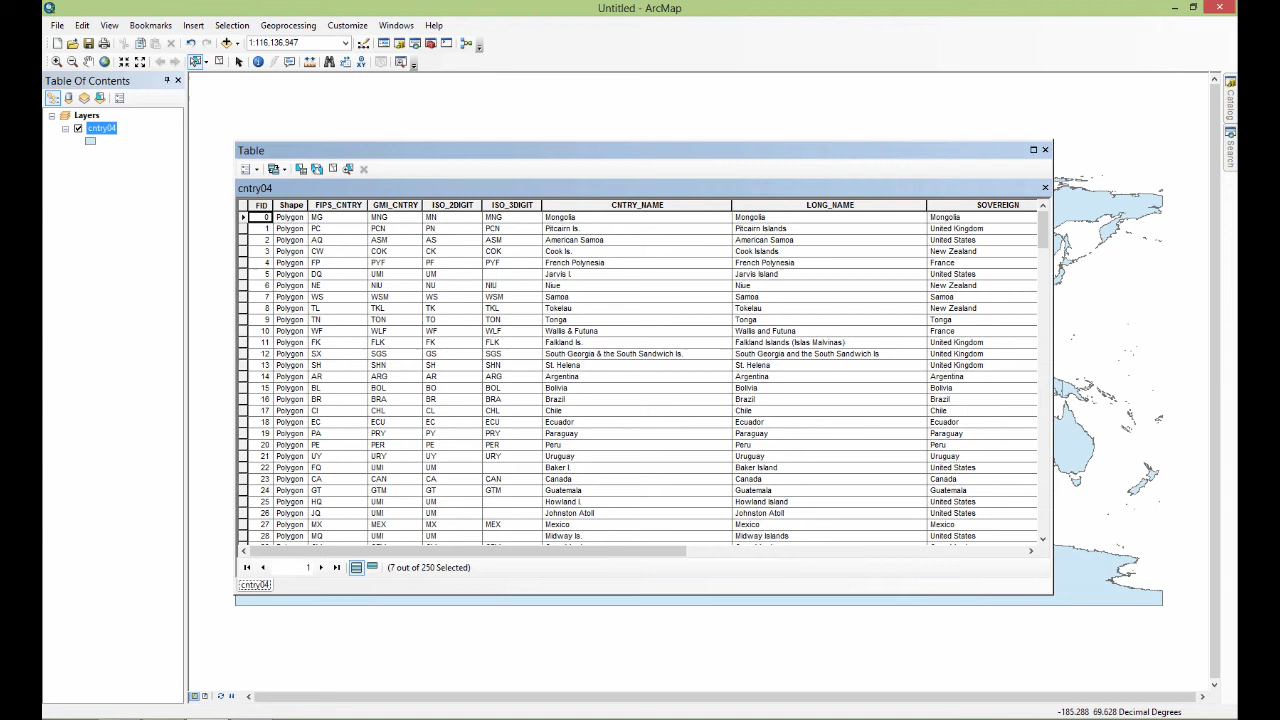 Untitled - ArcMap
File Edit View Bookmarks Insert Selection Geoprocessing Customize Windows Help
1:116.136.947
Table Of Contents
Layers
cntry04
Catalog
Search
Table
cntry04
FID Shape FIPS_CNTRY GMI_CNTRY ISO_2DIGIT ISO_3DIGIT CNTRY_NAME LONG_NAME SOVEREIGN
0 Polygon MG MNG MN MNG Mongolia Mongolia Mongolia
1 Polygon PC PCN PN PCN Pitcairn Is. Pitcairn Islands United Kingdom
2 Polygon AQ ASM AS ASM American Samoa American Samoa United States
3 Polygon CW COK CK COK Cook Is. Cook Islands New Zealand
4 Polygon FP PYF PF PYF French Polynesia French Polynesia France
5 Polygon DQ UMI UM Jarvis I. Jarvis Island United States
6 Polygon NE NIU NU NIU Niue Niue New Zealand
7 Polygon WS WSM WS WSM Samoa Samoa Samoa
8 Polygon TL TKL TK TKL Tokelau Tokelau New Zealand
9 Polygon TN TON TO TON Tonga Tonga Tonga
10 Polygon WF WLF WF WLF Wallis & Futuna Wallis and Futuna France
11 Polygon FK FLK FK FLK Falkland Is. Falkland Islands (Islas Malvinas) United Kingdom
12 Polygon SX SGS GS SGS South Georgia & the South Sandwich Is. South Georgia and the South Sandwich Is United Kingdom
13 Polygon SH SHN SH SHN St. Helena St. Helena United Kingdom
14 Polygon AR ARG AR ARG Argentina Argentina Argentina
15 Polygon BL BOL BO BOL Bolivia Bolivia Bolivia
16 Polygon BR BRA BR BRA Brazil Brazil Brazil
17 Polygon CI CHL CL CHL Chile Chile Chile
18 Polygon EC ECU EC ECU Ecuador Ecuador Ecuador
19 Polygon PA PRY PY PRY Paraguay Paraguay Paraguay
20 Polygon PE PER PE PER Peru Peru Peru
21 Polygon UY URY UY URY Uruguay Uruguay Uruguay
22 Polygon FQ UMI UM Baker I. Baker Island United States
23 Polygon CA CAN CA CAN Canada Canada Canada
24 Polygon GT GTM GT GTM Guatemala Guatemala Guatemala
25 Polygon HQ UMI UM Howland I. Howland Island United States
26 Polygon JQ UMI UM Johnston Atoll Johnston Atoll United States
27 Polygon MX MEX MX MEX Mexico Mexico Mexico
28 Polygon MQ UMI UM Midway Is. Midway Islands United States
1 (7 out of 250 Selected)
cntry04
-185.288 69.628 Decimal Degrees